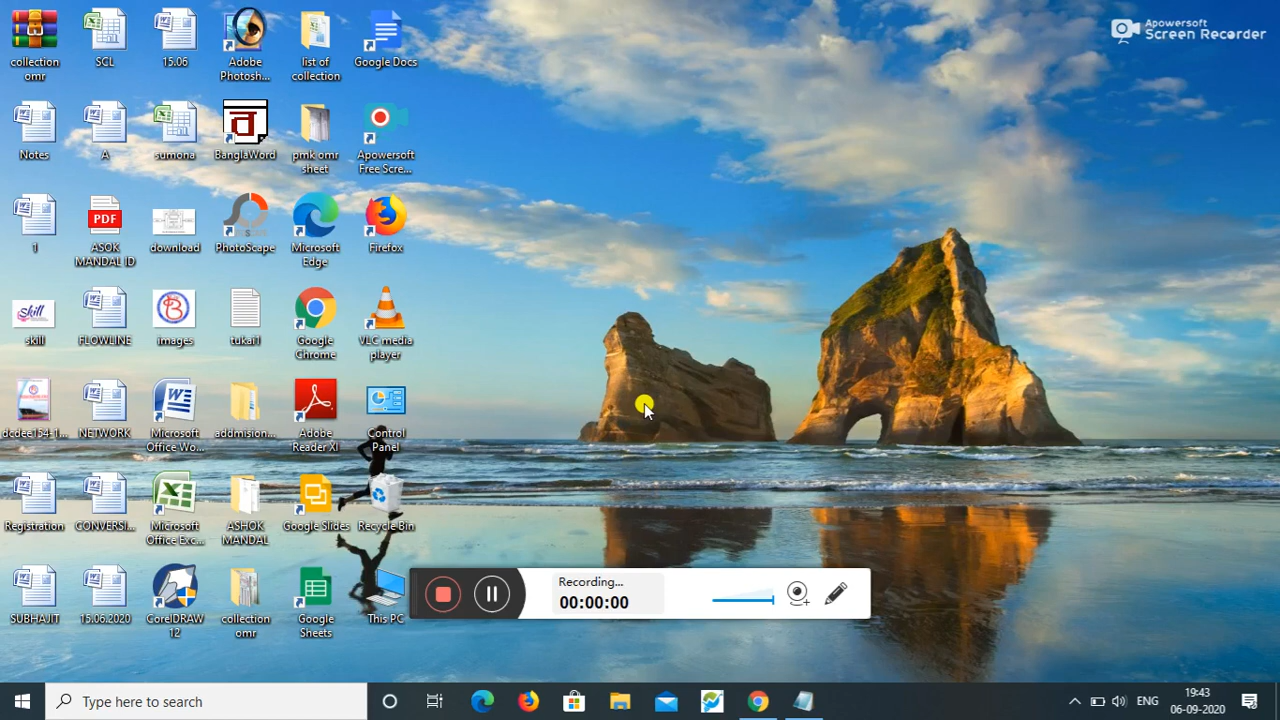 Apowersoft
Screen Recorder
collection
omr
SCL
15.06
Adobe
Photosh...
list of
collection
Google Docs
Notes
A
sumona
BanglaWord
pmk omr
sheet
Apowersoft
Free Scre...
1
PDF
ASOK
MANDAL ID
download
PhotoScape
Microsoft
Edge
Firefox
skill
skill
FLOWLINE
images
tukai1
Google
Chrome
VLC media
player
NETWORK
Microsoft
Office Wo...
addmision...
Adobe
Reader XI
Control
Panel
Registration
CONVERSI...
Microsoft
Office Exc...
ASHOK
MANDAL
Google Slides
Recycle Bin
SUBHAJIT
15.06.2020
CorelDRAW
12
collection
omr
Google
Sheets
This PC
Recording...
00:00:00
Type here to search
ENG
19:43
06-09-2020